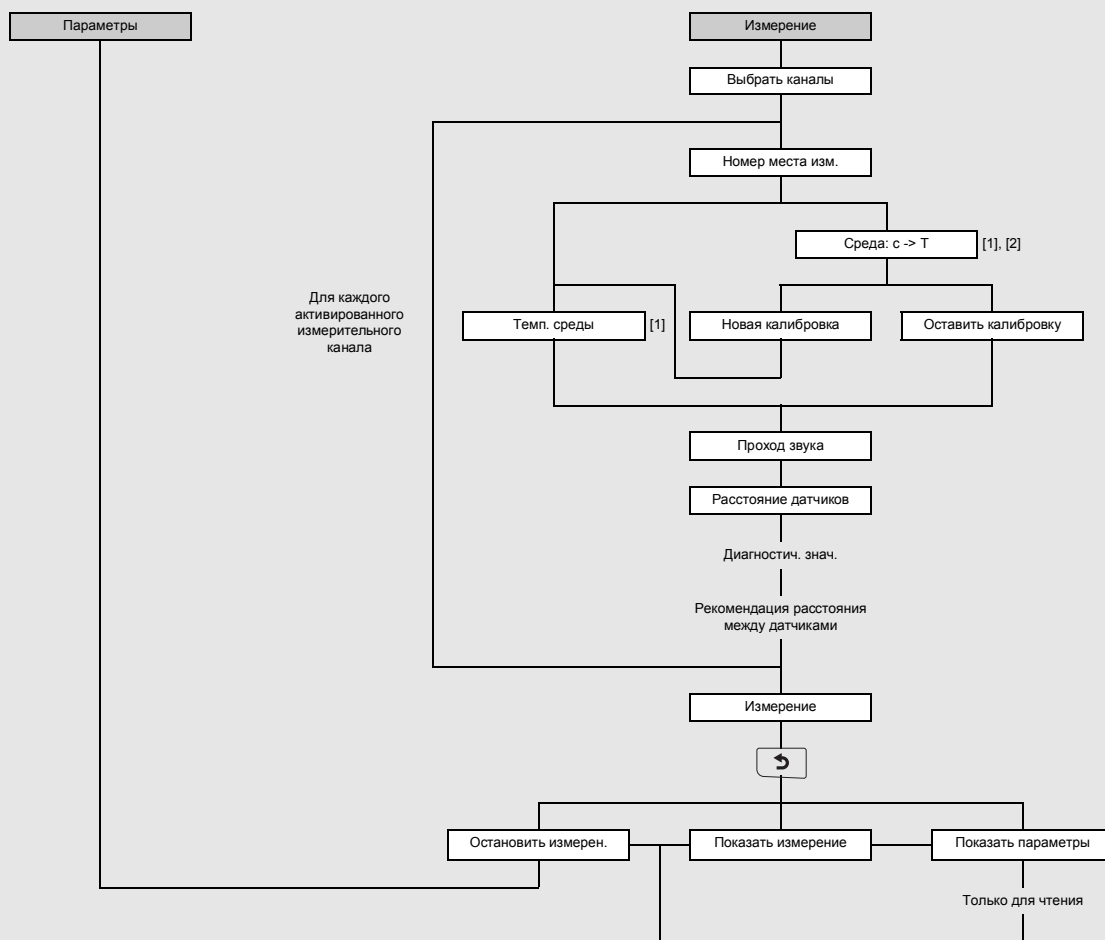 Параметры
Измерение
Выбрать каналы
Номер места изм.
Среда: c -> T
[1], [2]
Для каждого
активированного
измерительного
канала
Темп. среды
[1]
Новая калибровка
Оставить калибровку
Проход звука
Расстояние датчиков
Диагностич. знач.
Рекомендация расстояния
между датчиками
Измерение
Остановить измерен.
Показать измерение
Показать параметры
Только для чтения